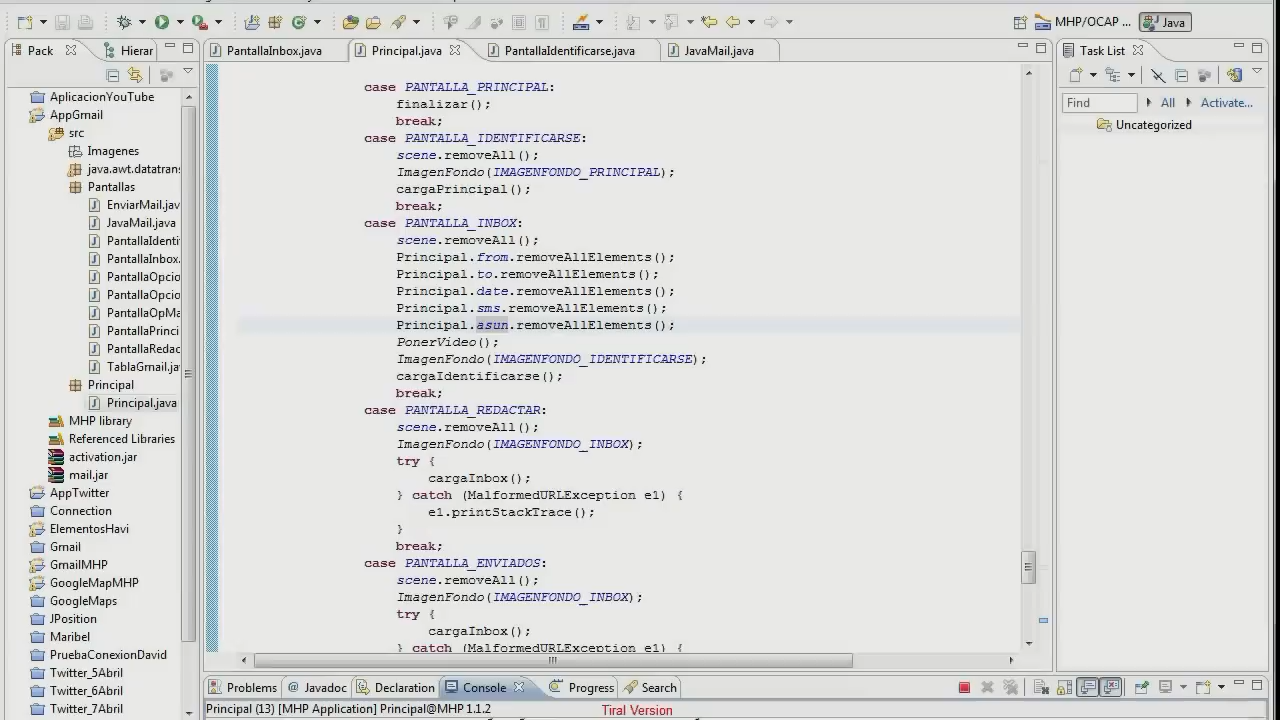 MHP/OCAP ...
Java
Pack
Hierar
PantallaInbox.java
Principal.java
PantallaIdentificarse.java
JavaMail.java
Task List
Find
All
Activate...
Uncategorized
AplicacionYouTube
AppGmail
src
Imagenes
java.awt.datatrans
Pantallas
EnviarMail.jav
JavaMail.java
PantallaIdenti
PantallaInbox.
PantallaOpcio
PantallaOpcio
PantallaOpMa
PantallaPrinci
PantallaRedac
TablaGmail.ja
Principal
Principal.java
MHP library
Referenced Libraries
activation.jar
mail.jar
AppTwitter
Connection
ElementosHavi
Gmail
GmailMHP
GoogleMapMHP
GoogleMaps
JPosition
Maribel
PruebaConexionDavid
Twitter_5Abril
Twitter_6Abril
Twitter_7Abril
case PANTALLA_PRINCIPAL:
finalizar();
break;
case PANTALLA_IDENTIFICARSE:
scene.removeAll();
ImagenFondo(IMAGENFONDO_PRINCIPAL);
cargaPrincipal();
break;
case PANTALLA_INBOX:
scene.removeAll();
Principal.from.removeAllElements();
Principal.to.removeAllElements();
Principal.date.removeAllElements();
Principal.sms.removeAllElements();
Principal.asun.removeAllElements();
PonerVideo();
ImagenFondo(IMAGENFONDO_IDENTIFICARSE);
cargaIdentificarse();
break;
case PANTALLA_REDACTAR:
scene.removeAll();
ImagenFondo(IMAGENFONDO_INBOX);
try {
cargaInbox();
} catch (MalformedURLException e1) {
e1.printStackTrace();
}
break;
case PANTALLA_ENVIADOS:
scene.removeAll();
ImagenFondo(IMAGENFONDO_INBOX);
try {
cargaInbox();
} catch (MalformedURLException e1) {
Problems
Javadoc
Declaration
Console
Progress
Search
Principal (13) [MHP Application] Principal@MHP 1.1.2
Tiral Version